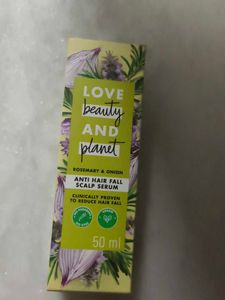 LOVE
beauty
AND
planet
ROSEMARY & ONION
ANTI HAIR FALL
SCALP SERUM
CLINICALLY PROVEN
TO REDUCE HAIR FALL
50 ml